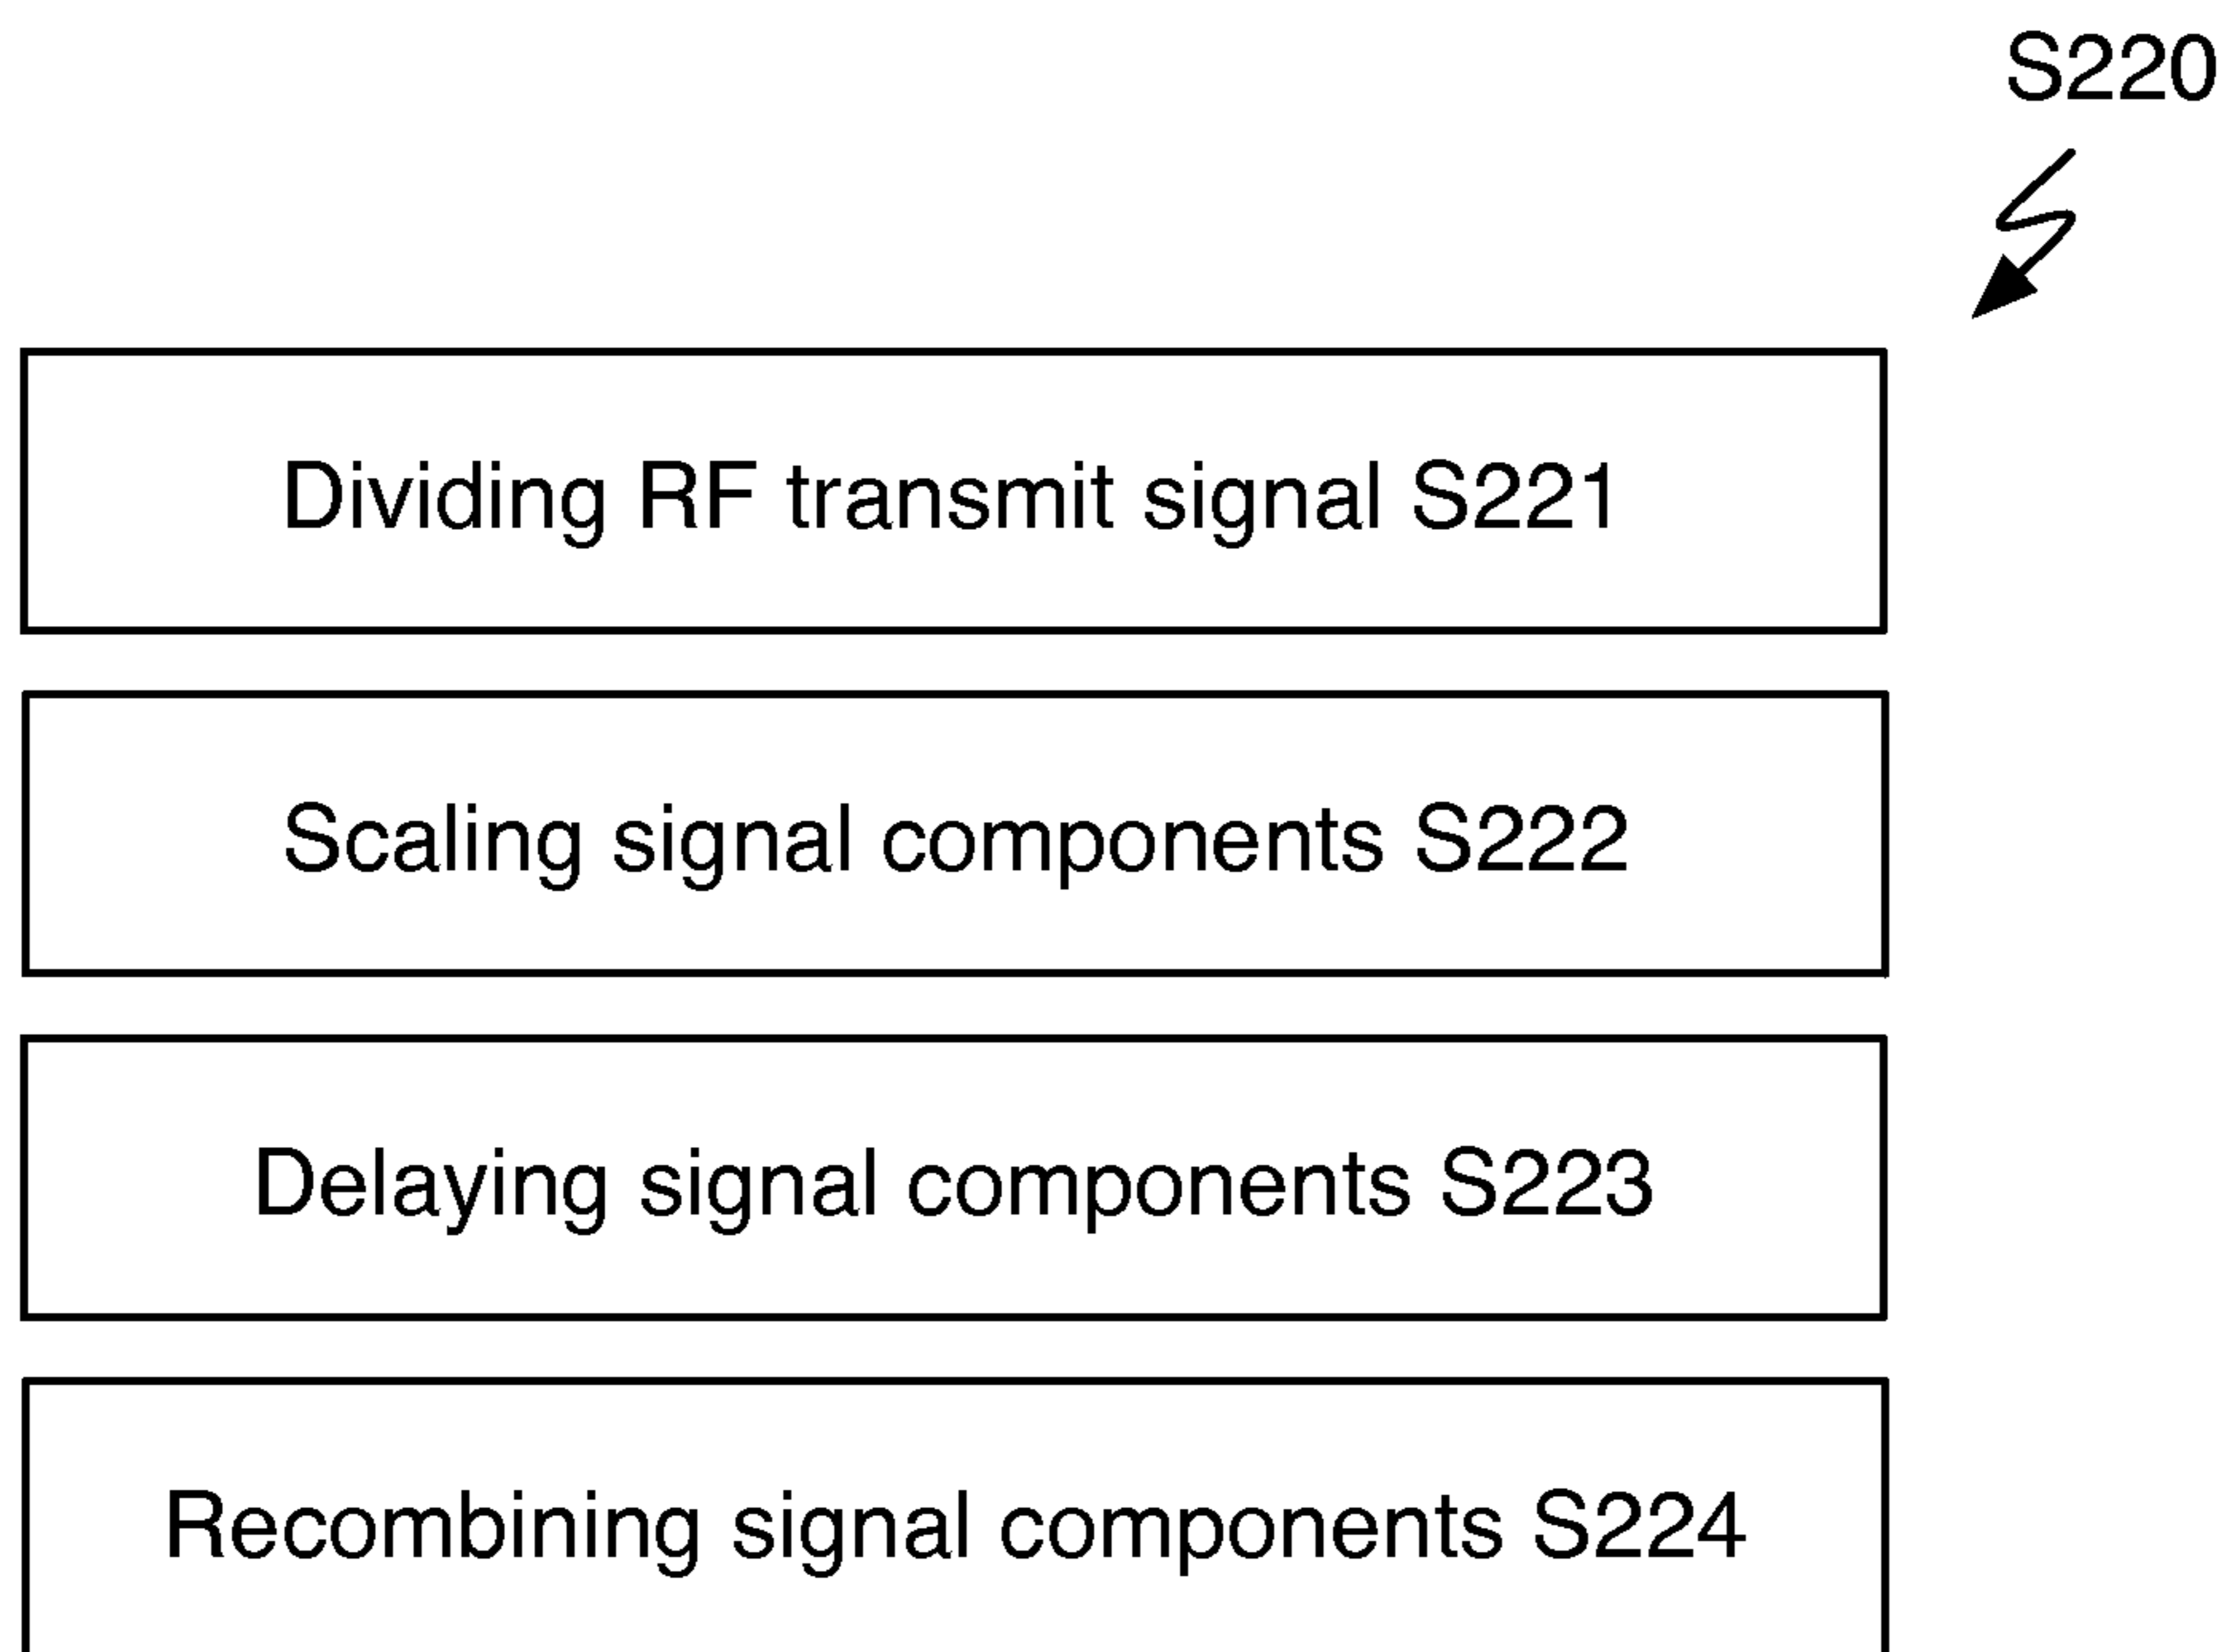 S220
Dividing RF transmit signal S221
Scaling signal components S222
Delaying signal components S223
Recombining signal components S224